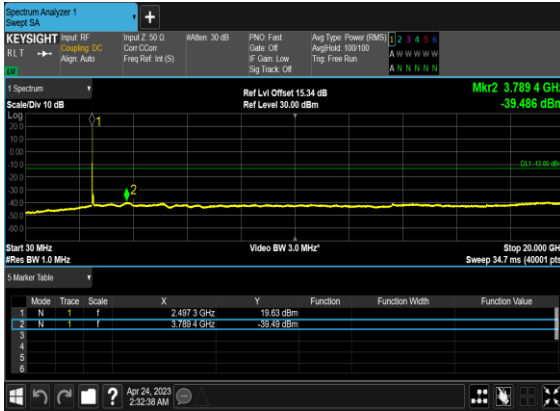 Spectrum Analyzer 1
Swept SA
+
KEYSIGHT Input: RF Input Z: 50 Ω #Atten: 30 dB PNO: Fast Avg Type: Power (RMS) 1 2 3 4 5 6
RLT Coupling: DC Corr CCorr Gate: Off Avg|Hold: 100/100 A W W W W W
Align: Auto Freq Ref: Int (S) IF Gain: Low Trig: Free Run
Sig Track: Off A N N N N N
1 Spectrum Ref Lvl Offset 15.34 dB Mkr2 3.789 4 GHz
Scale/Div 10 dB Ref Level 30.00 dBm -39.486 dBm
Log
20.0
10.0
0.00
-10.0
-20.0
-30.0
-40.0
-50.0
-60.0
1
DL1 -13.00 dBm
2
Start 30 MHz Video BW 3.0 MHz* Stop 20.000 GHz
#Res BW 1.0 MHz Sweep 34.7 ms (40001 pts)
5 Marker Table
Mode Trace Scale X Y Function Function Width Function Value
1 N 1 f 2.497 3 GHz 19.63 dBm
2 N 1 f 3.789 4 GHz -39.49 dBm
3
4
5
6
? Apr 24, 2023
2:32:38 AM